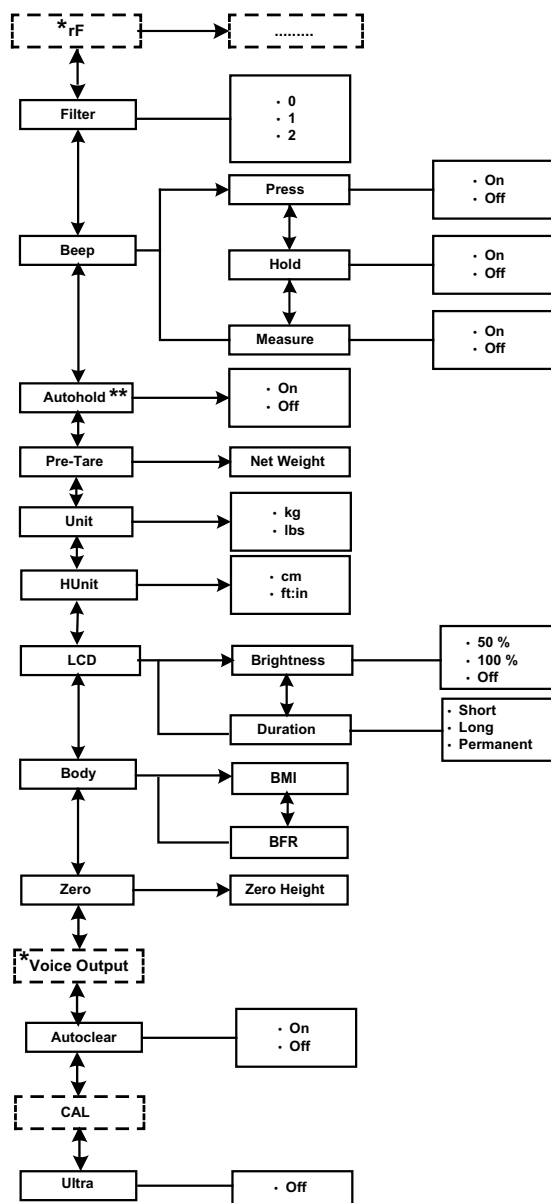 *rF
.........
Filter
• 0
• 1
• 2
Beep
Press
• On
• Off
Hold
• On
• Off
Measure
• On
• Off
Autohold **
• On
• Off
Pre-Tare
Net Weight
Unit
• kg
• lbs
HUnit
• cm
• ft:in
LCD
Brightness
• 50 %
• 100 %
• Off
Duration
• Short
• Long
• Permanent
Body
BMI
BFR
Zero
Zero Height
*Voice Output
Autoclear
• On
• Off
CAL
Ultra
• Off